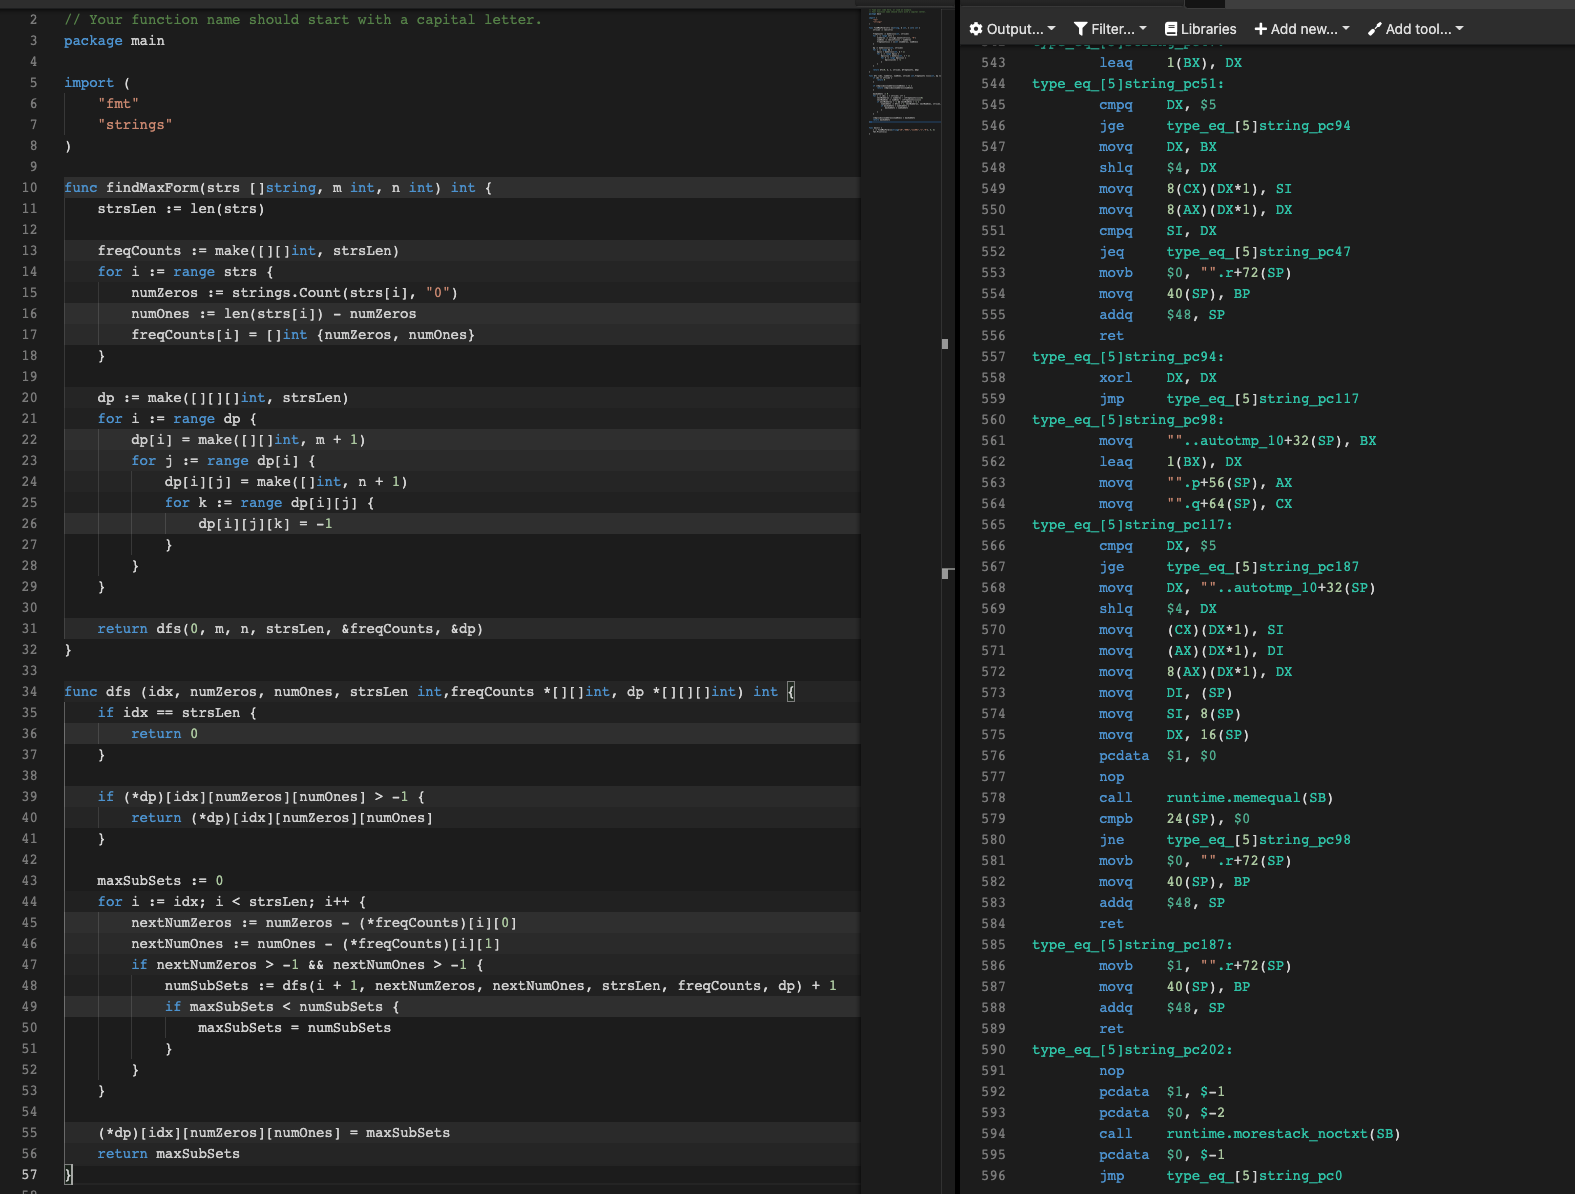 2 // Your function name should start with a capital letter.
3 package main
4
5 import (
6 "fmt"
7 "strings"
8 )
9
10 func findMaxForm(strs []string, m int, n int) int {
11 strsLen := len(strs)
12
13 freqCounts := make([][]int, strsLen)
14 for i := range strs {
15 numZeros := strings.Count(strs[i], "0")
16 numOnes := len(strs[i]) - numZeros
17 freqCounts[i] = []int {numZeros, numOnes}
18 }
19
20 dp := make([][][]int, strsLen)
21 for i := range dp {
22 dp[i] = make([][]int, m + 1)
23 for j := range dp[i] {
24 dp[i][j] = make([]int, n + 1)
25 for k := range dp[i][j] {
26 dp[i][j][k] = -1
27 }
28 }
29 }
30
31 return dfs(0, m, n, strsLen, &freqCounts, &dp)
32 }
33
34 func dfs (idx, numZeros, numOnes, strsLen int,freqCounts *[][]int, dp *[][][]int) int {
35 if idx == strsLen {
36 return 0
37 }
38
39 if (*dp)[idx][numZeros][numOnes] > -1 {
40 return (*dp)[idx][numZeros][numOnes]
41 }
42
43 maxSubSets := 0
44 for i := idx; i < strsLen; i++ {
45 nextNumZeros := numZeros - (*freqCounts)[i][0]
46 nextNumOnes := numOnes - (*freqCounts)[i][1]
47 if nextNumZeros > -1 && nextNumOnes > -1 {
48 numSubSets := dfs(i + 1, nextNumZeros, nextNumOnes, strsLen, freqCounts, dp) + 1
49 if maxSubSets < numSubSets {
50 maxSubSets = numSubSets
51 }
52 }
53 }
54
55 (*dp)[idx][numZeros][numOnes] = maxSubSets
56 return maxSubSets
57 }
Output... Filter... Libraries Add new... Add tool...
543 leaq 1(BX), DX
544 type_eq_[5]string_pc51:
545 cmpq DX, $5
546 jge type_eq_[5]string_pc94
547 movq DX, BX
548 shlq $4, DX
549 movq 8(CX)(DX*1), SI
550 movq 8(AX)(DX*1), DX
551 cmpq SI, DX
552 jeq type_eq_[5]string_pc47
553 movb $0, "".r+72(SP)
554 movq 40(SP), BP
555 addq $48, SP
556 ret
557 type_eq_[5]string_pc94:
558 xorl DX, DX
559 jmp type_eq_[5]string_pc117
560 type_eq_[5]string_pc98:
561 movq ""..autotmp_10+32(SP), BX
562 leaq 1(BX), DX
563 movq "".p+56(SP), AX
564 movq "".q+64(SP), CX
565 type_eq_[5]string_pc117:
566 cmpq DX, $5
567 jge type_eq_[5]string_pc187
568 movq DX, ""..autotmp_10+32(SP)
569 shlq $4, DX
570 movq (CX)(DX*1), SI
571 movq (AX)(DX*1), DI
572 movq 8(AX)(DX*1), DX
573 movq DI, (SP)
574 movq SI, 8(SP)
575 movq DX, 16(SP)
576 pcdata $1, $0
577 nop
578 call runtime.memequal(SB)
579 cmpb 24(SP), $0
580 jne type_eq_[5]string_pc98
581 movb $0, "".r+72(SP)
582 movq 40(SP), BP
583 addq $48, SP
584 ret
585 type_eq_[5]string_pc187:
586 movb $1, "".r+72(SP)
587 movq 40(SP), BP
588 addq $48, SP
589 ret
590 type_eq_[5]string_pc202:
591 nop
592 pcdata $1, $-1
593 pcdata $0, $-2
594 call runtime.morestack_noctxt(SB)
595 pcdata $0, $-1
596 jmp type_eq_[5]string_pc0